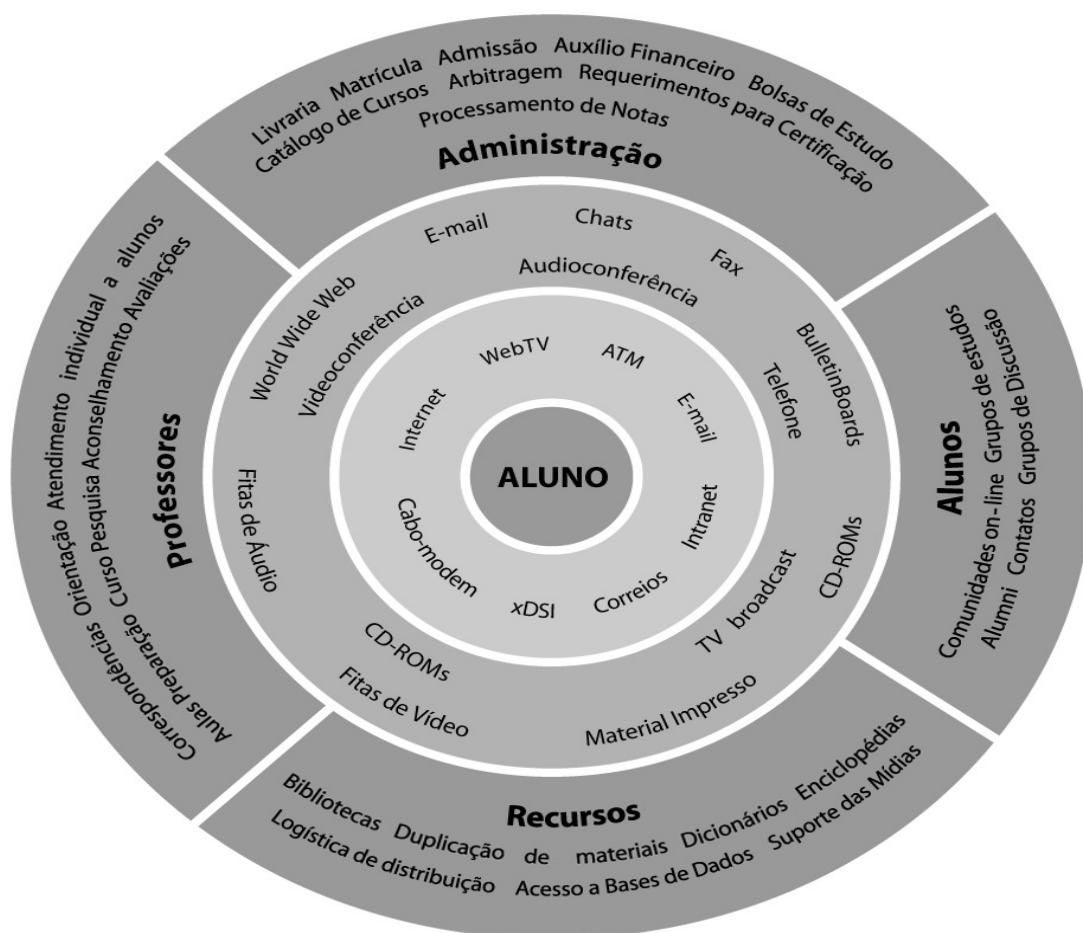 Livraria Matrícula Admissão Auxílio Financeiro Bolsas de Estudo
Catálogo de Cursos Arbitragem Requerimentos para Certificação
Processamento de Notas
Administração
Correspondências Orientação Atendimento individual a alunos
Aulas Preparação Curso Pesquisa Aconselhamento Avaliações
Professores
Alunos
Comunidades on-line Grupos de estudos
Alumni Contatos Grupos de Discussão
Recursos
Bibliotecas Duplicação de materiais Dicionários Enciclopédias
Logística de distribuição Acesso a Bases de Dados Suporte das Mídias
E-mail
Chats
Fax
World Wide Web
Videoconferência
Audioconferência
BulletinBoards
Telefone
Fitas de Áudio
CD-ROMs
TV broadcast
CD-ROMs
Fitas de Vídeo
Material Impresso
WebTV
ATM
Internet
E-mail
Cabo-modem
Intranet
xDSI
Correios
ALUNO